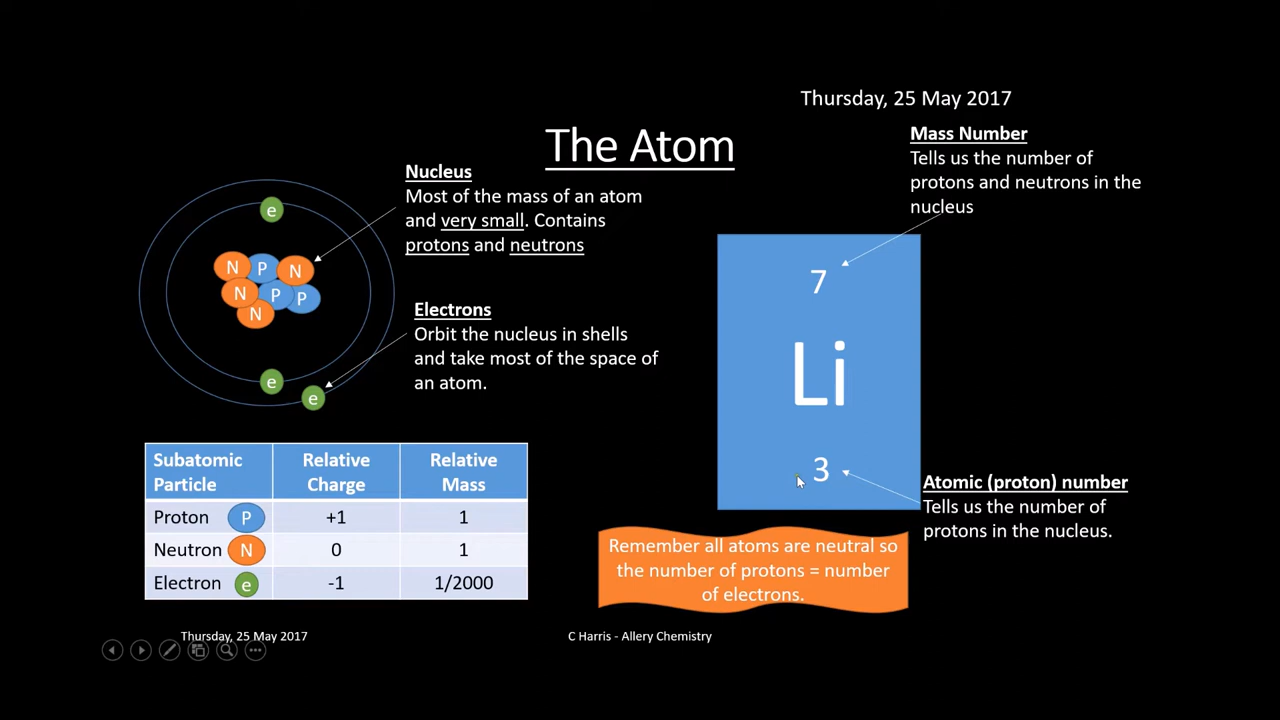 Thursday, 25 May 2017
The Atom
Nucleus
Most of the mass of an atom
and very small. Contains
protons and neutrons
Electrons
Orbit the nucleus in shells
and take most of the space of
an atom.
e
N P N
N P P
N
e
e
Mass Number
Tells us the number of
protons and neutrons in the
nucleus
7
Li
3
Atomic (proton) number
Tells us the number of
protons in the nucleus.
Subatomic Particle Relative Charge Relative Mass
Proton P +1 1
Neutron N 0 1
Electron e -1 1/2000
Remember all atoms are neutral so
the number of protons = number
of electrons.
Thursday, 25 May 2017
C Harris - Allery Chemistry